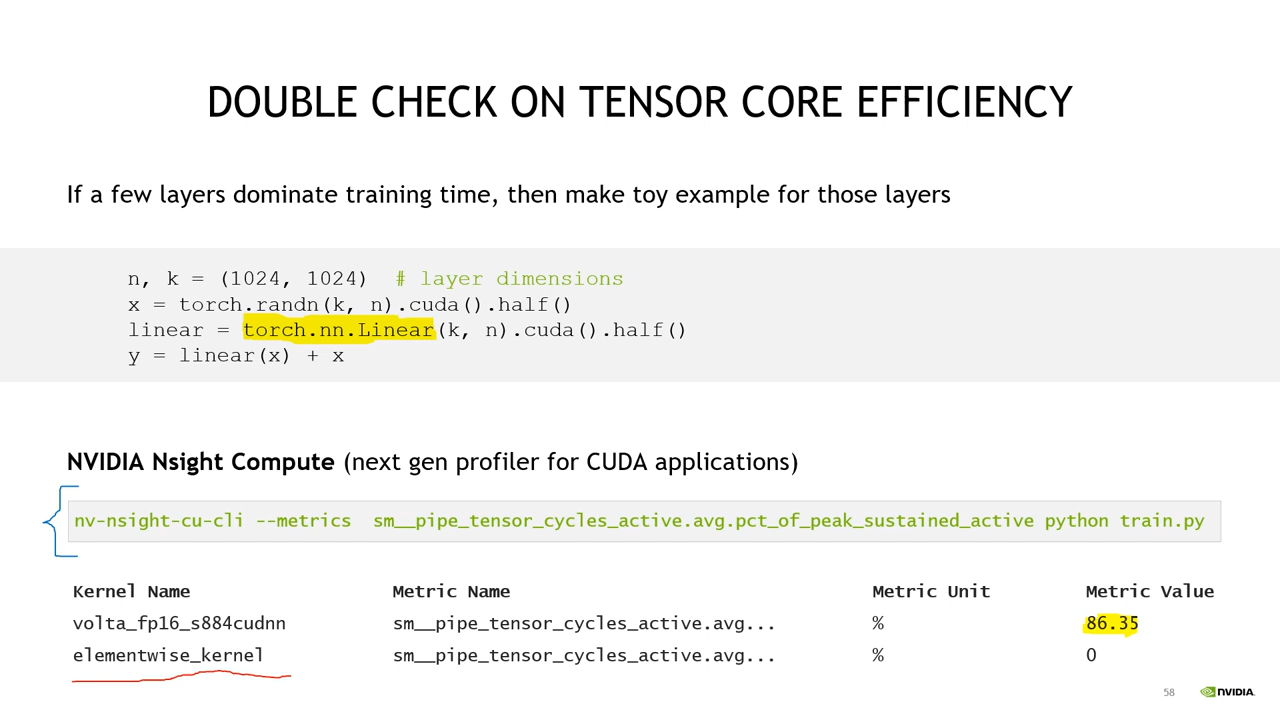 DOUBLE CHECK ON TENSOR CORE EFFICIENCY
If a few layers dominate training time, then make toy example for those layers
n, k = (1024, 1024)  # layer dimensions
x = torch.randn(k, n).cuda().half()
linear = torch.nn.Linear(k, n).cuda().half()
y = linear(x) + x
NVIDIA Nsight Compute (next gen profiler for CUDA applications)
nv-nsight-cu-cli --metrics  sm__pipe_tensor_cycles_active.avg.pct_of_peak_sustained_active python train.py
Kernel Name Metric Name Metric Unit Metric Value
volta_fp16_s884cudnn sm__pipe_tensor_cycles_active.avg... % 86.35
elementwise_kernel sm__pipe_tensor_cycles_active.avg... % 0
58 NVIDIA.